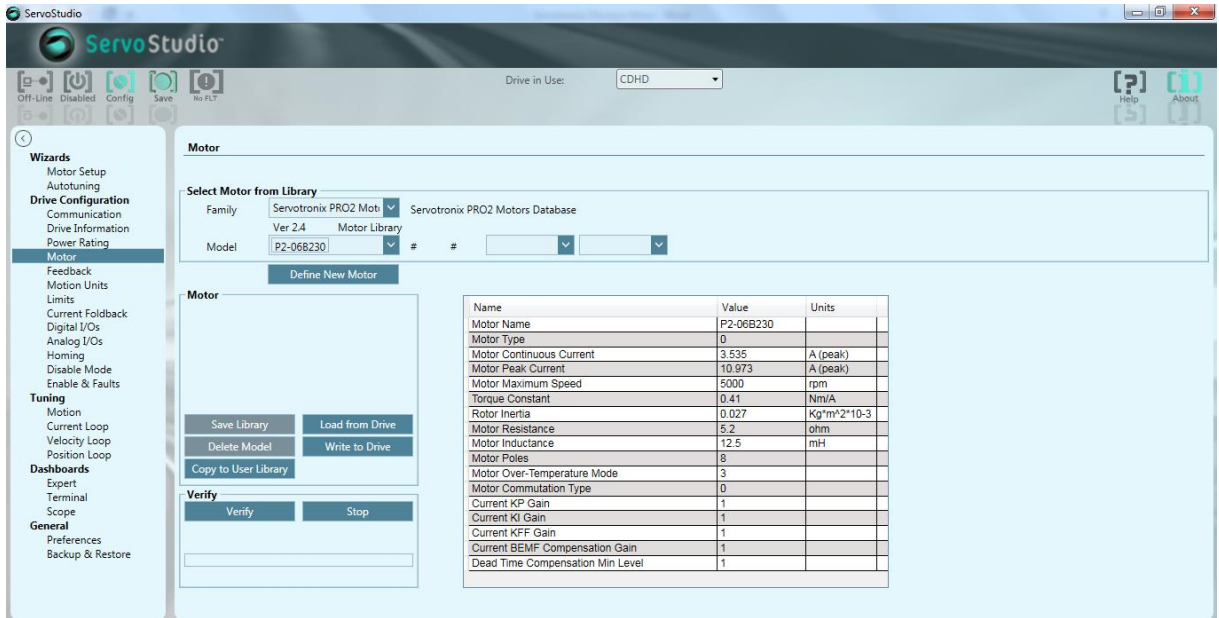 ServoStudio
ServoStudio™
Off-Line Disabled Config Save No FLT
Drive in Use: CDHD
Help About
Wizards
Motor Setup
Autotuning
Drive Configuration
Communication
Drive Information
Power Rating
Motor
Feedback
Motion Units
Limits
Current Foldback
Digital I/Os
Analog I/Os
Homing
Disable Mode
Enable & Faults
Tuning
Motion
Current Loop
Velocity Loop
Position Loop
Dashboards
Expert
Terminal
Scope
General
Preferences
Backup & Restore
Motor
Select Motor from Library
Family Servotronix PRO2 Mot Servotronix PRO2 Motors Database
Ver 2.4 Motor Library
Model P2-06B230 # #
Define New Motor
Motor
Save Library Load from Drive
Delete Model Write to Drive
Copy to User Library
Verify
Verify Stop
Name Value Units
Motor Name P2-06B230
Motor Type 0
Motor Continuous Current 3.535 A (peak)
Motor Peak Current 10.973 A (peak)
Motor Maximum Speed 5000 rpm
Torque Constant 0.41 Nm/A
Rotor Inertia 0.027 Kg*m^2*10-3
Motor Resistance 5.2 ohm
Motor Inductance 12.5 mH
Motor Poles 8
Motor Over-Temperature Mode 3
Motor Commutation Type 0
Current KP Gain 1
Current KI Gain 1
Current KFF Gain 1
Current BEMF Compensation Gain 1
Dead Time Compensation Min Level 1